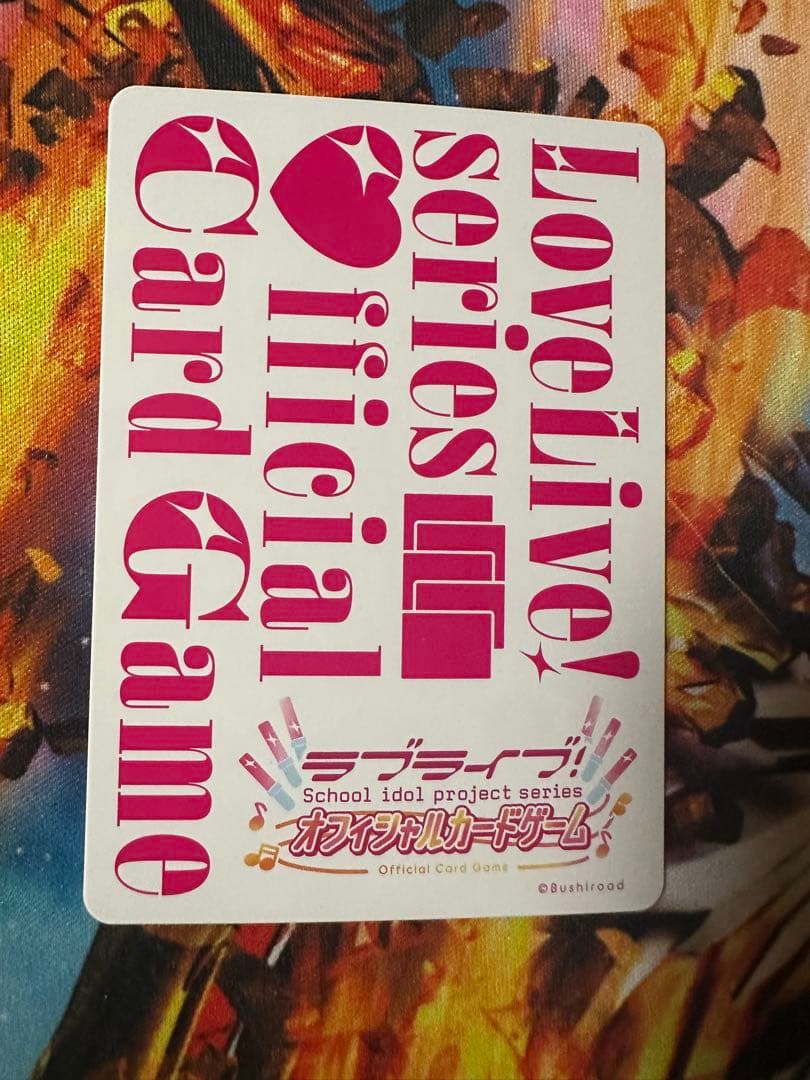 LoveLive!
series
official
Card Game
ラブライブ!
School idol project series
オフィシャルカードゲーム
Official Card Game
©Bushiroad